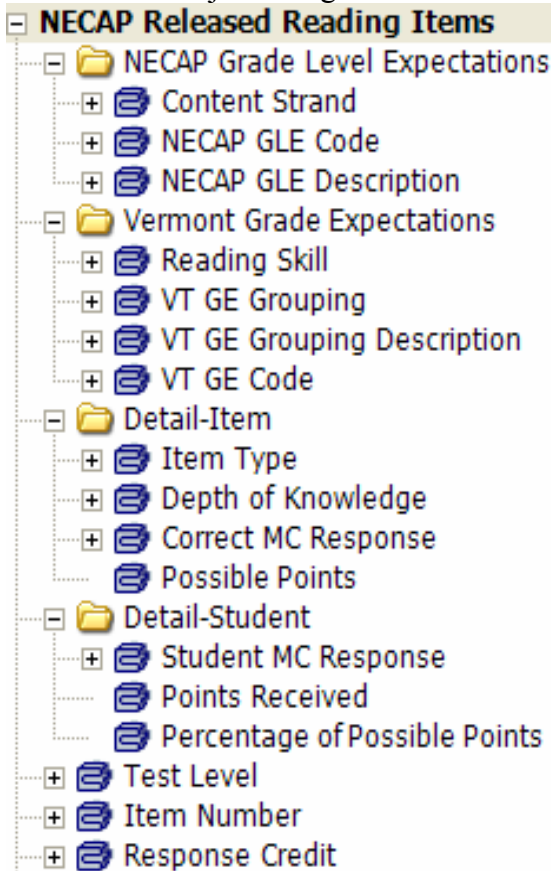 NECAP Released Reading Items
NECAP Grade Level Expectations
Content Strand
NECAP GLE Code
NECAP GLE Description
Vermont Grade Expectations
Reading Skill
VT GE Grouping
VT GE Grouping Description
VT GE Code
Detail-Item
Item Type
Depth of Knowledge
Correct MC Response
Possible Points
Detail-Student
Student MC Response
Points Received
Percentage of Possible Points
Test Level
Item Number
Response Credit